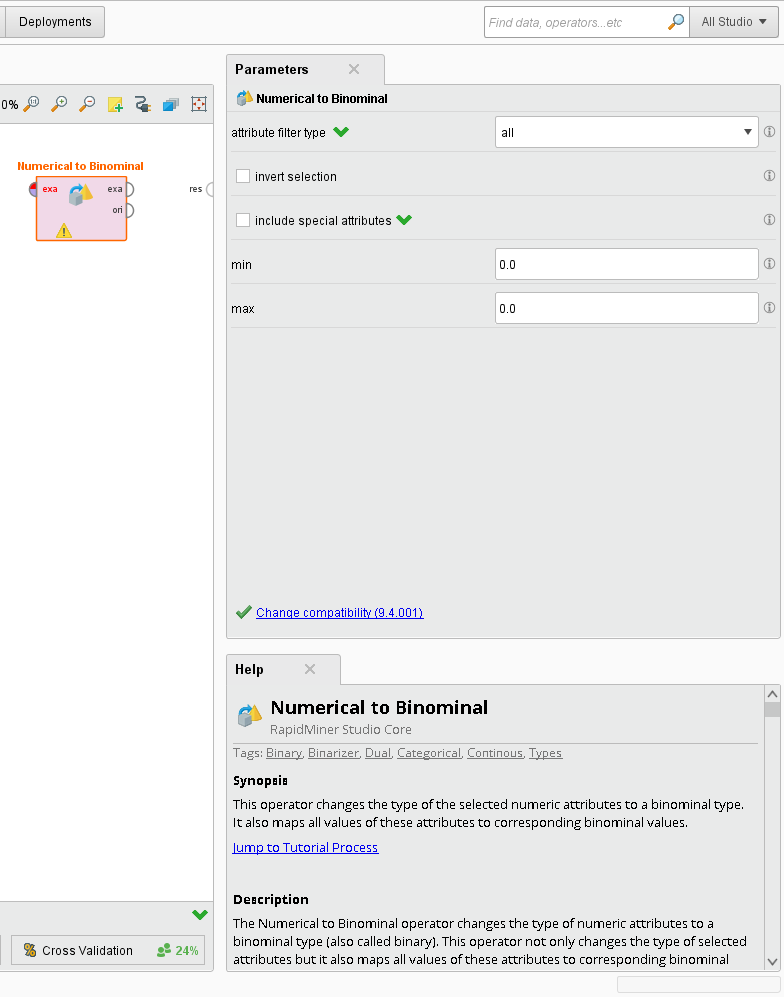 Deployments
Find data, operators...etc
All Studio
0%
Numerical to Binominal
exa
exa
ori
res
Cross Validation
24%
Parameters
Numerical to Binominal
attribute filter type
all
invert selection
include special attributes
min
0.0
max
0.0
Change compatibility (9.4.001)
Help
Numerical to Binominal
RapidMiner Studio Core
Tags: Binary, Binarizer, Dual, Categorical, Continous, Types
Synopsis
This operator changes the type of the selected numeric attributes to a binominal type.
It also maps all values of these attributes to corresponding binominal values.
Jump to Tutorial Process
Description
The Numerical to Binominal operator changes the type of numeric attributes to a
binominal type (also called binary). This operator not only changes the type of selected
attributes but it also maps all values of these attributes to corresponding binominal